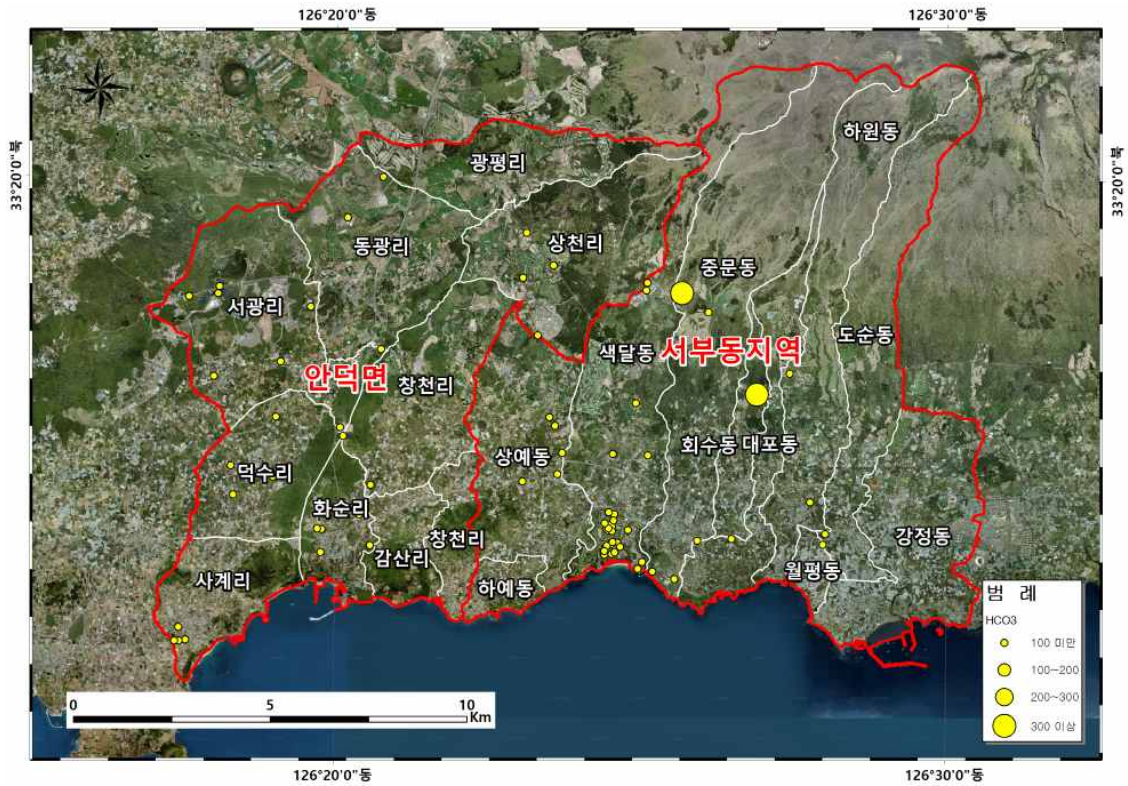 126°20'0"동
126°30'0"동
33°20'0"북
33°20'0"북
하원동
광평리
동광리
상천리
중문동
서광리
도순동
색달동
서부동지역
안덕면
창천리
상예동
회수동
대포동
덕수리
화순리
창천리
강정동
감산리
월평동
사계리
하예동
범 례
HCO3
100 미만
100~200
200~300
300 이상
0
5
10
Km
126°20'0"동
126°30'0"동